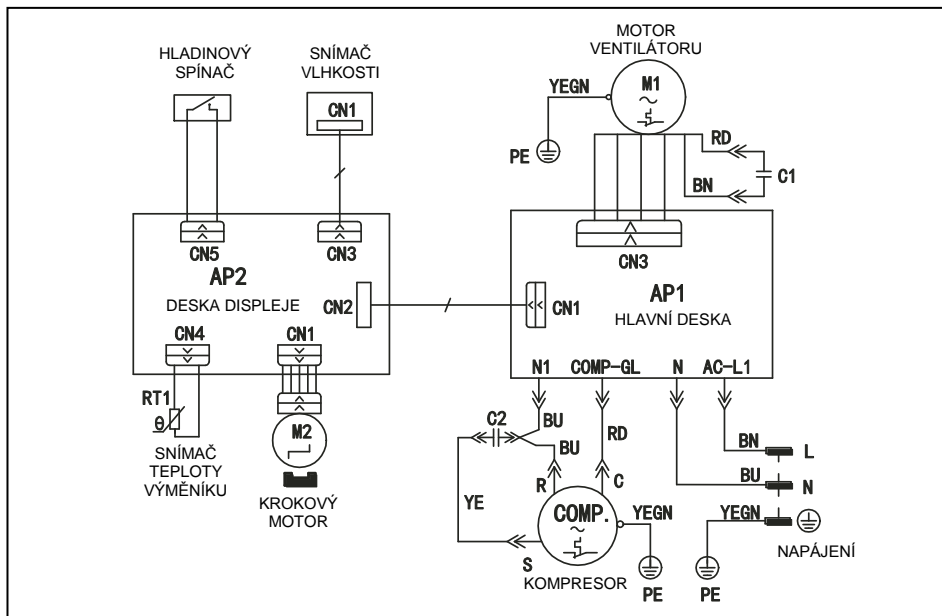 HLADINOVÝ
SPÍNAČ
SNÍMAČ
VLHKOSTI
CN1
MOTOR
VENTILÁTORU
M1
YEGN
PE
RD
BN
C1
CN5
CN3
AP2
DESKA DISPLEJE
CN2
CN4
CN1
RT1
θ
SNÍMAČ
TEPLOTY
VÝMĚNÍKU
M2
KROKOVÝ
MOTOR
CN3
AP1
HLAVNÍ DESKA
CN1
N1
COMP-GL
N
AC-L1
C2
BU
BU
RD
YE
R
C
S
COMP.
KOMPRESOR
YEGN
PE
BN
L
BU
N
YEGN
PE
NAPÁJENÍ